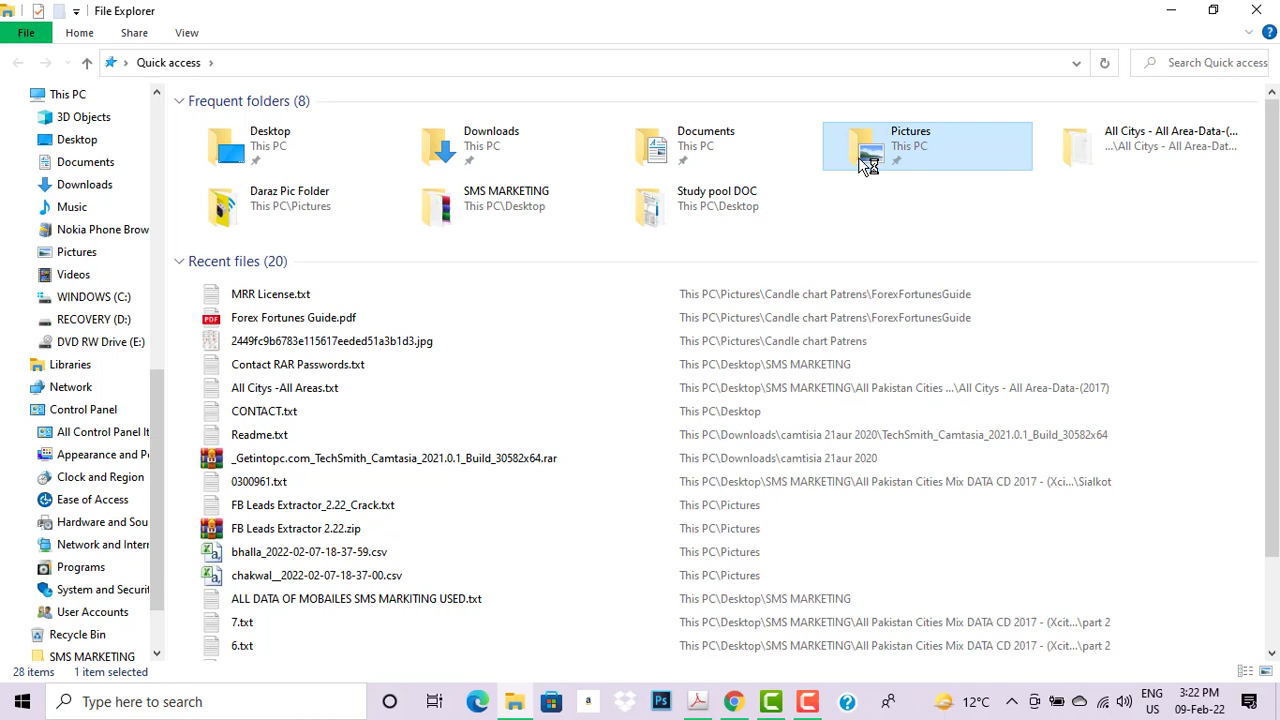 File Explorer
File Home Share View
Quick access
Search Quick access
This PC
3D Objects
Desktop
Documents
Downloads
Music
Nokia Phone Brow
Pictures
Videos
WINDOWS (C:)
RECOVERY (D:)
DVD RW Drive (E:)
Libraries
Network
Control Panel
All Control Panel It
Appearance and P
Clock and Region
Ease of Access
Hardware and Sou
Network and Intern
Programs
System and Securit
User Accounts
Recycle Bin
SMS MARKETING
Frequent folders (8)
Desktop
This PC
Downloads
This PC
Documents
This PC
Pictures
This PC
All Citys - All Area-Data-(...
...\All Citys - All Area-Dat...
Daraz Pic Folder
This PC\Pictures
SMS MARKETING
This PC\Desktop
Study pool DOC
This PC\Desktop
Recent files (20)
MRR License.txt This PC\Pictures\Candle chart Patrens\ForexFortunesGuide
Forex Fortunes Guide.pdf This PC\Pictures\Candle chart Patrens\ForexFortunesGuide
2449fc9b6783e115617eeded31a3b1d3.jpg This PC\Pictures\Candle chart Patrens
Contact RAR Passwords.txt This PC\Desktop\SMS MARKETING
All Citys -All Areas.txt This PC\Desktop\SMS MARKETING\All Pakistan Cities ...\All Citys - All Area-Data-(2017)
CONTACT.txt This PC\Desktop
Readme.txt This PC\Downloads\camtisia 21aur 2020\Techsmith_Camtasia_2021.0.1_Build_30582x64
_Getintopc.com_TechSmith_Camtasia_2021.0.1_Build_30582x64.rar This PC\Downloads\camtisia 21aur 2020
0300961.txt This PC\Desktop\SMS MARKETING\All Pakistan Cities Mix DATA CD 2017 - (Xci...\Sialkot
FB Leads Extractor_2.22_Crack.txt This PC\Pictures
FB Leads Extractor 2.22.zip This PC\Pictures
bhalla_2022-02-07-18-37-59.csv This PC\Pictures
chakwal__2022-02-07-18-37-00.csv This PC\Pictures
ALL DATA OF MOBAILES SMS MARKITING USED This PC\Desktop\SMS MARKETING
7.txt This PC\Desktop\SMS MARKETING\All Pakistan Cities Mix DATA CD 2017 - (Xcit...\part 2
6.txt This PC\Desktop\SMS MARKETING\All Pakistan Cities Mix DATA CD 2017 - (Xcit...\part 2
28 items 1 item selected
Type here to search
12°C
ENG
US
3:22 PM
09-Feb-22